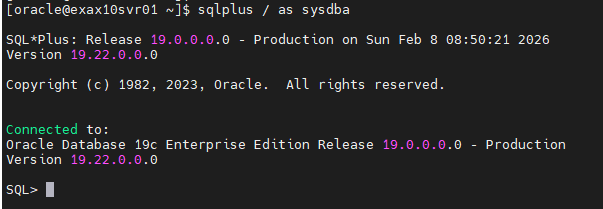 [oracle@exax10svr01 ~]$ sqlplus / as sysdba
SQL*Plus: Release 19.0.0.0.0 - Production on Sun Feb 8 08:50:21 2026
Version 19.22.0.0.0
Copyright (c) 1982, 2023, Oracle.  All rights reserved.
Connected to:
Oracle Database 19c Enterprise Edition Release 19.0.0.0.0 - Production
Version 19.22.0.0.0
SQL>